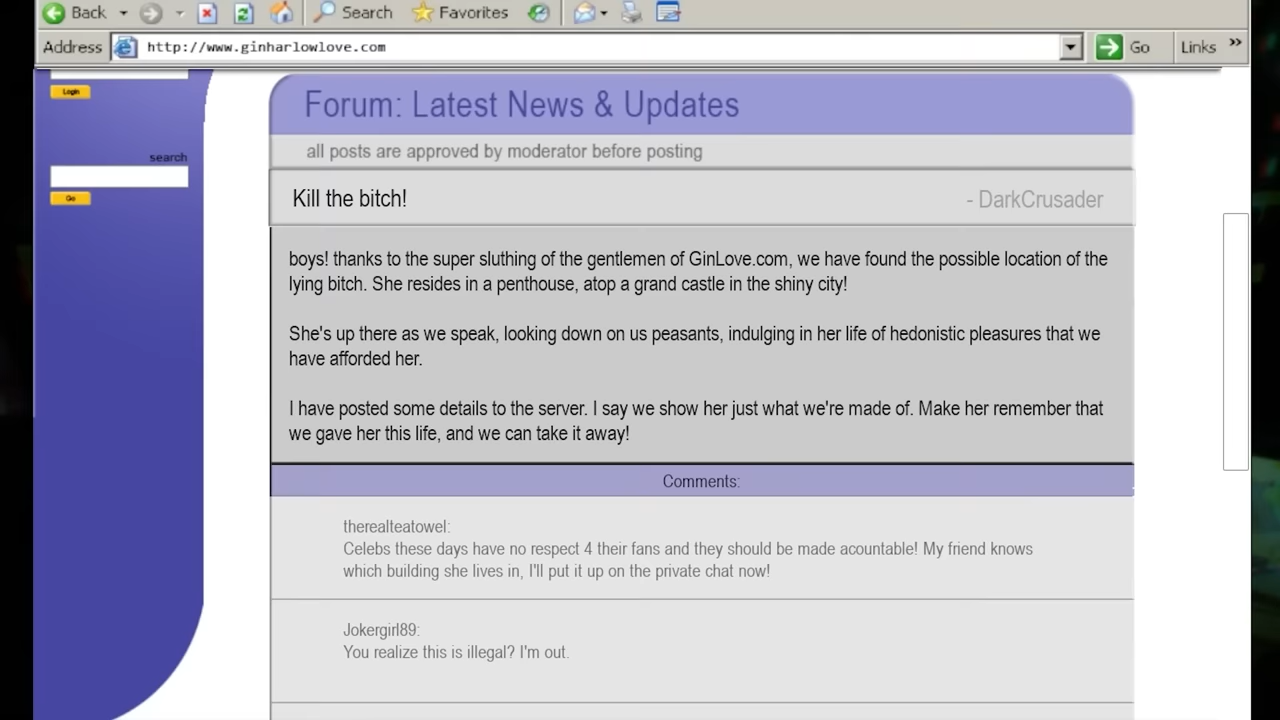 Back Search Favorites
Address http://www.ginharlowlove.com Go Links »
Login
search
Go
Forum: Latest News & Updates
all posts are approved by moderator before posting
Kill the bitch! - DarkCrusader
boys! thanks to the super sluthing of the gentlemen of GinLove.com, we have found the possible location of the
lying bitch. She resides in a penthouse, atop a grand castle in the shiny city!
She's up there as we speak, looking down on us peasants, indulging in her life of hedonistic pleasures that we
have afforded her.
I have posted some details to the server. I say we show her just what we're made of. Make her remember that
we gave her this life, and we can take it away!
Comments:
therealteatowel:
Celebs these days have no respect 4 their fans and they should be made acountable! My friend knows
which building she lives in, I'll put it up on the private chat now!
Jokergirl89:
You realize this is illegal? I'm out.